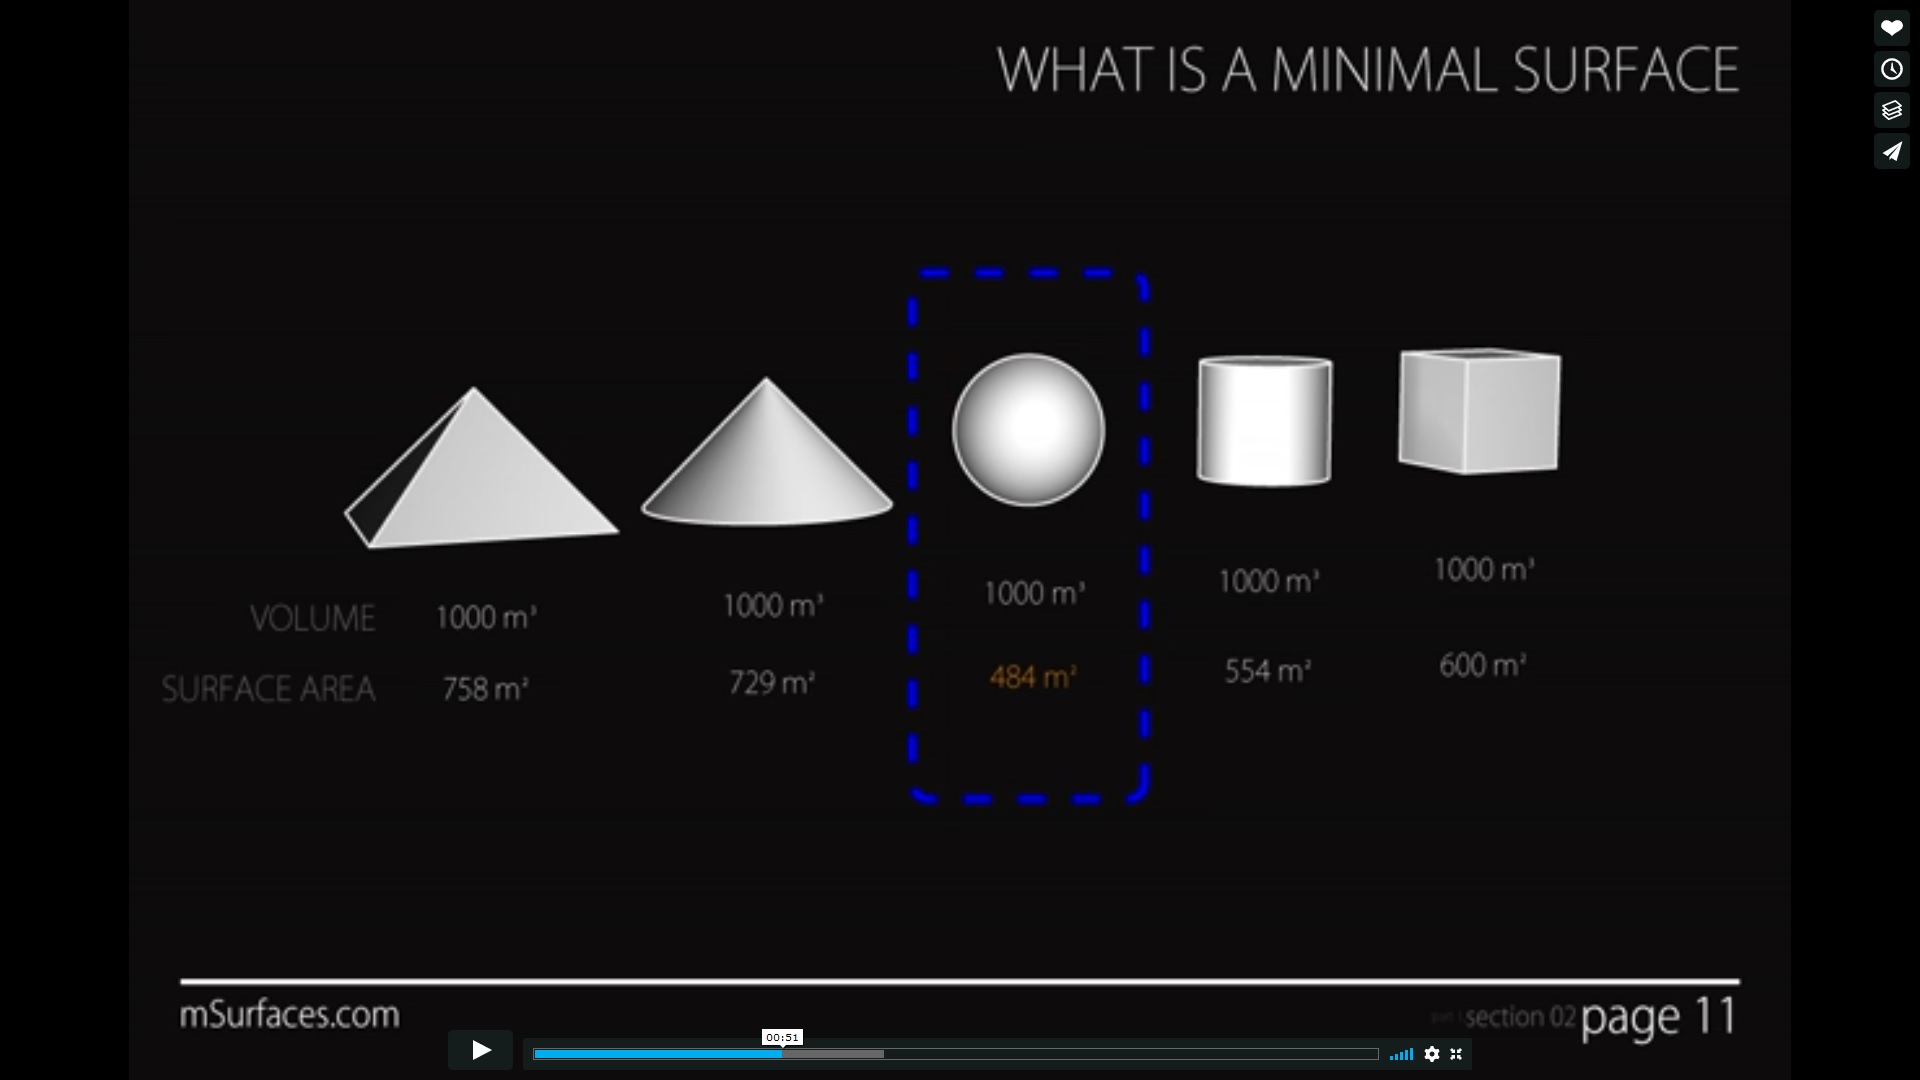 WHAT IS A MINIMAL SURFACE
VOLUME 1000 m³ 1000 m³ 1000 m³ 1000 m³ 1000 m³
SURFACE AREA 758 m² 729 m² 484 m² 554 m² 600 m²
mSurfaces.com
section 02 page 11
00:51